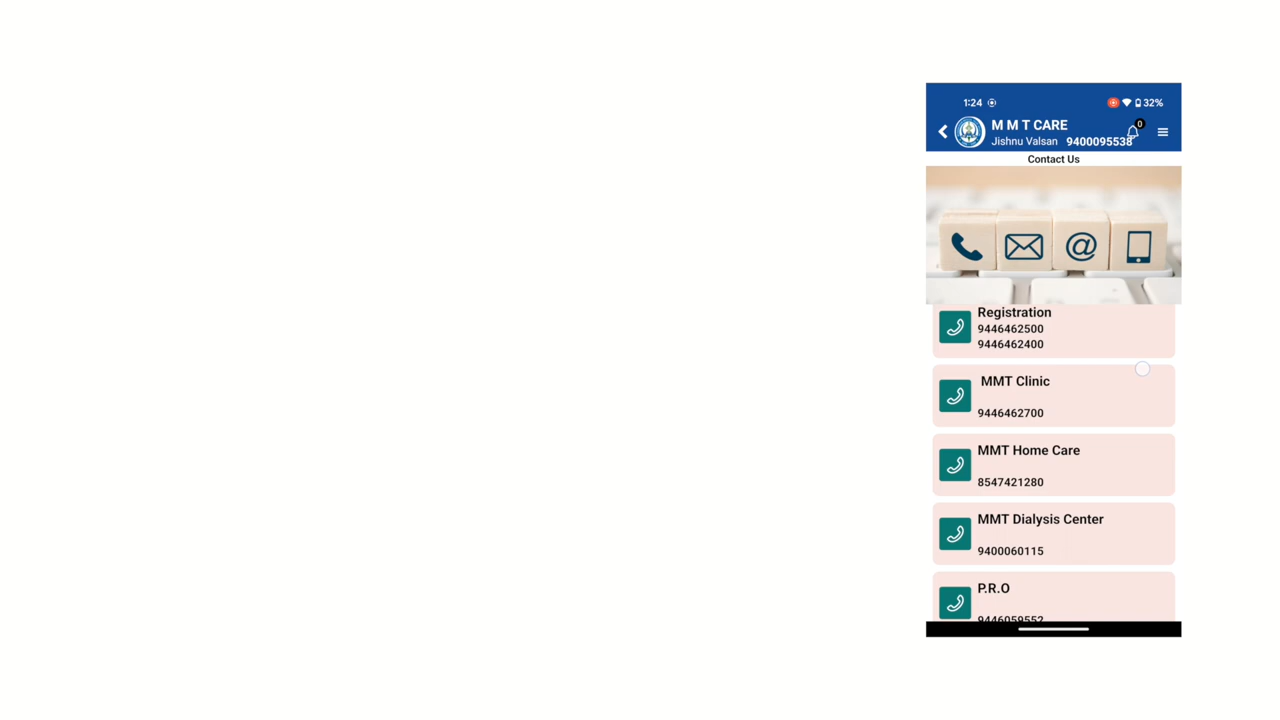 1:24
32%
M M T CARE
0
Jishnu Valsan 9400095538
Contact Us
@
Registration
9446462500
9446462400
MMT Clinic
9446462700
MMT Home Care
8547421280
MMT Dialysis Center
9400060115
P.R.O
9446059552